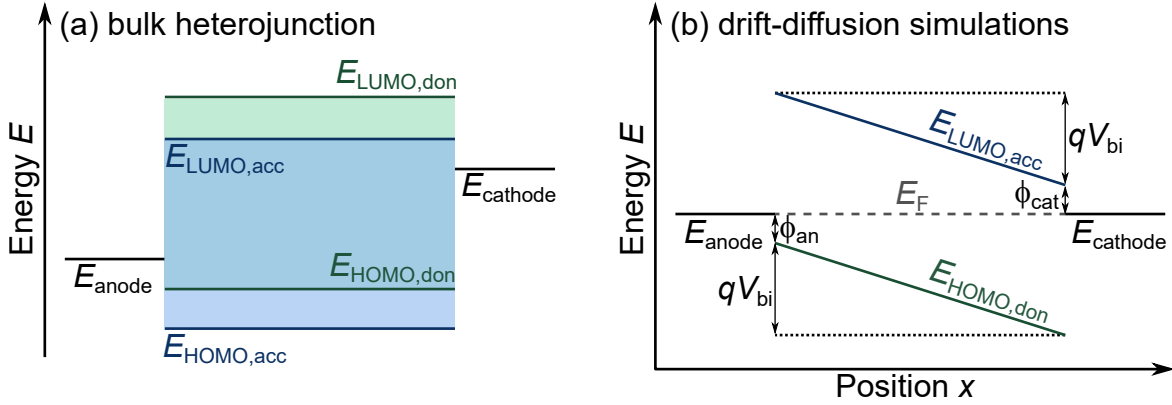 (a) bulk heterojunction
Energy E
E_LUMO,don
E_LUMO,acc
E_cathode
E_anode
E_HOMO,don
E_HOMO,acc
(b) drift-diffusion simulations
Energy E
E_LUMO,acc
qV_bi
E_F
ϕ_cat
E_anode
ϕ_an
E_cathode
qV_bi
E_HOMO,don
Position x